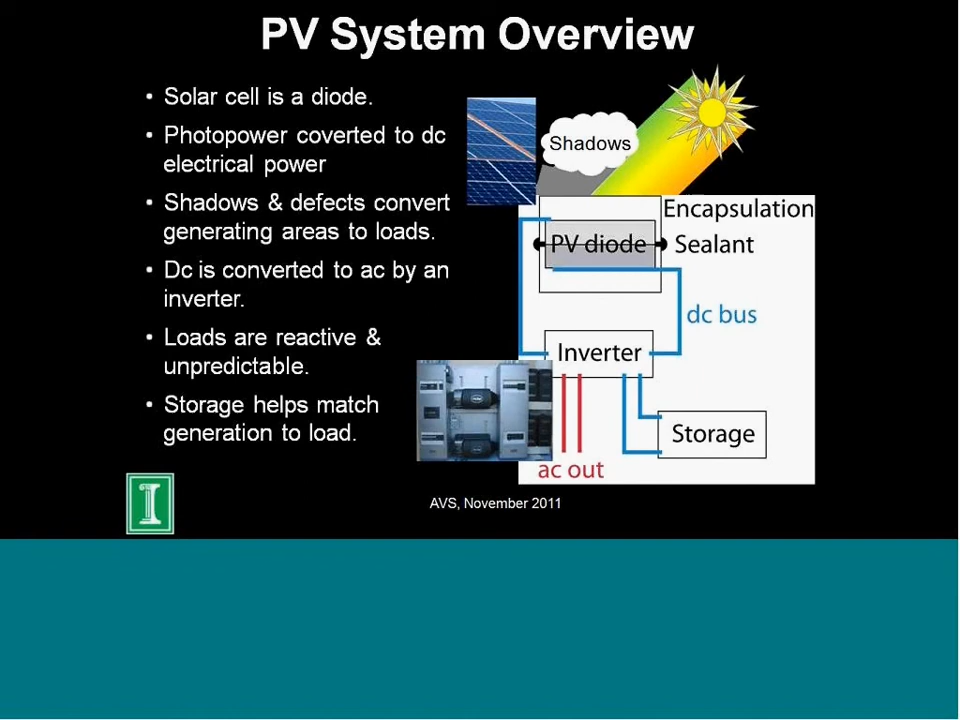 PV System Overview
• Solar cell is a diode.
• Photopower coverted to dc
electrical power
• Shadows & defects convert
generating areas to loads.
• Dc is converted to ac by an
inverter.
• Loads are reactive &
unpredictable.
• Storage helps match
generation to load.
Shadows
Encapsulation
PV diode
Sealant
dc bus
Inverter
Storage
ac out
AVS, November 2011
I